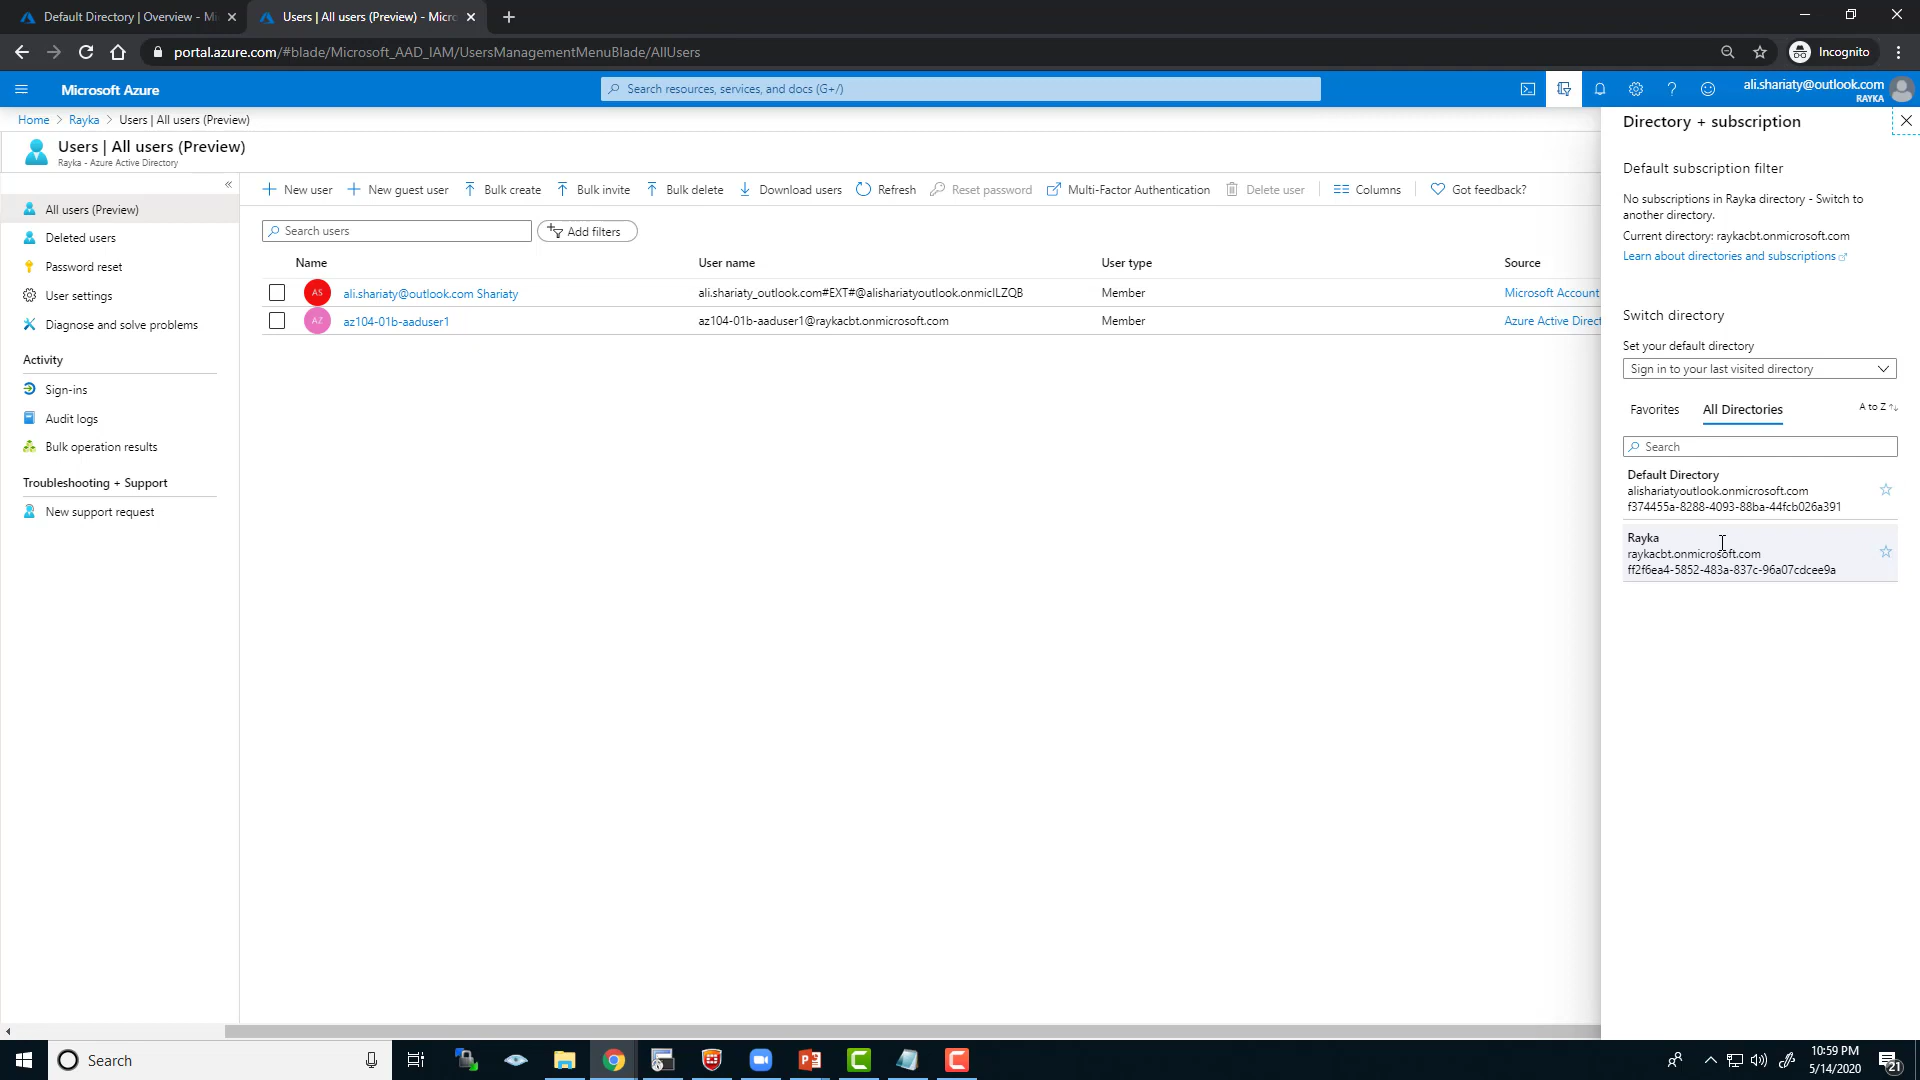 Default Directory | Overview - Mi
Users | All users (Preview) - Micro
portal.azure.com/#blade/Microsoft_AAD_IAM/UsersManagementMenuBlade/AllUsers
Incognito
Microsoft Azure
Search resources, services, and docs (G+/)
ali.shariaty@outlook.com
RAYKA
Home > Rayka > Users | All users (Preview)
Users | All users (Preview)
Rayka - Azure Active Directory
New user
New guest user
Bulk create
Bulk invite
Bulk delete
Download users
Refresh
Reset password
Multi-Factor Authentication
Delete user
Columns
Got feedback?
All users (Preview)
Deleted users
Password reset
User settings
Diagnose and solve problems
Activity
Sign-ins
Audit logs
Bulk operation results
Troubleshooting + Support
New support request
Search users
Add filters
Name User name User type Source
AS ali.shariaty@outlook.com Shariaty ali.shariaty_outlook.com#EXT#@alishariatyoutlook.onmicILZQB Member Microsoft Account
AZ az104-01b-aaduser1 az104-01b-aaduser1@raykacbt.onmicrosoft.com Member Azure Active Direct
Directory + subscription
Default subscription filter
No subscriptions in Rayka directory - Switch to
another directory.
Current directory: raykacbt.onmicrosoft.com
Learn about directories and subscriptions
Switch directory
Set your default directory
Sign in to your last visited directory
Favorites
All Directories
A to Z
Search
Default Directory
alishariatyoutlook.onmicrosoft.com
f374455a-8288-4093-88ba-44fcb026a391
Rayka
raykacbt.onmicrosoft.com
ff2f6ea4-5852-483a-837c-96a07cdcee9a
Search
10:59 PM
5/14/2020
21